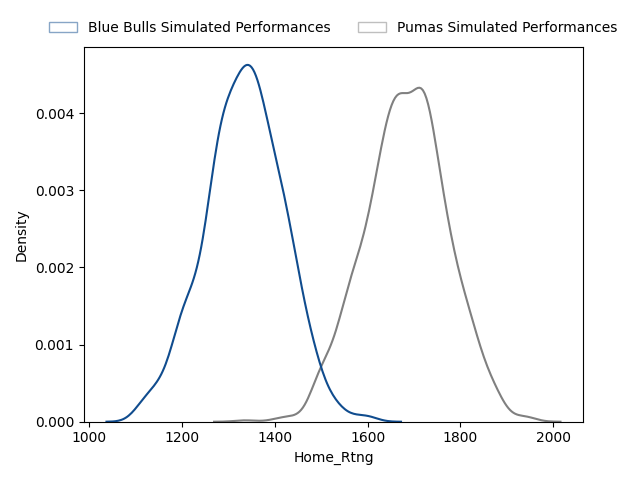 Blue Bulls Simulated Performances Pumas Simulated Performances
0.004
0.003
0.002
0.001
0.000
Density
1000 1200 1400 1600 1800 2000
Home_Rtng